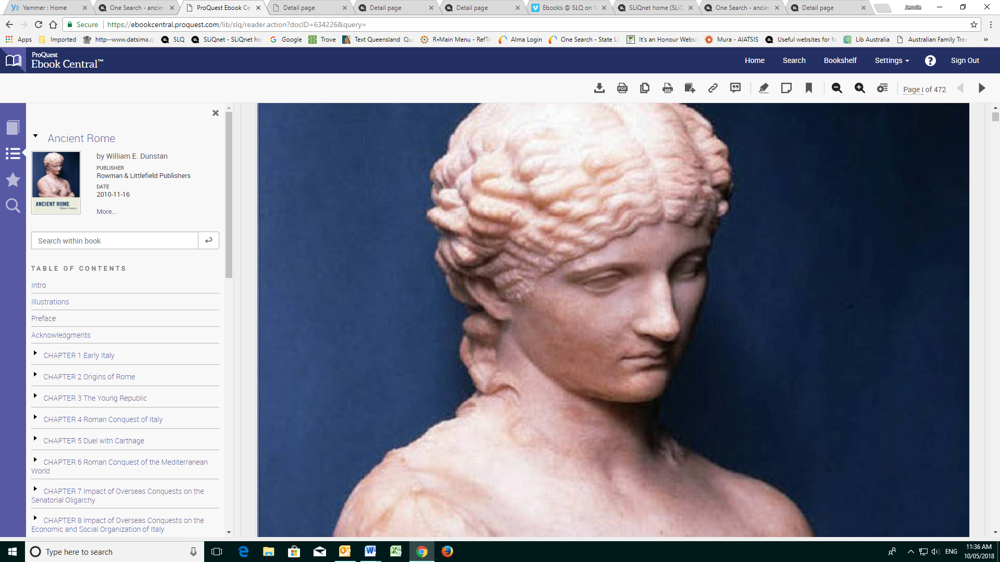 Yammer : Home
One Search - ancien
ProQuest Ebook Ce
Detail page
Detail page
Detail page
Ebooks @ SLQ on V
SLiQnet home (SLiQ
One Search - ancien
Detail page
Jennie
Secure
https://ebookcentral.proquest.com/lib/slq/reader.action?docID=634226&query=
Apps
Imported
http--www.datsima.q
SLQ
SLiQnet - SLiQnet ho
Google
Trove
Text Queensland Que
R•Main Menu - RefTra
Alma Login
One Search - State Li
It's an Honour Websit
Mura - AIATSIS
Useful websites for fa
Lib Australia
Australian Family Tree
»
ProQuest
Ebook Central™
Home
Search
Bookshelf
Settings
?
Sign Out
PDF
Page i of 472
Ancient Rome
by William E. Dunstan
PUBLISHER
Rowman & Littlefield Publishers
DATE
2010-11-16
More...
ANCIENT ROME
William E. Dunstan
Search within book
TABLE OF CONTENTS
Intro
Illustrations
Preface
Acknowledgments
CHAPTER 1 Early Italy
CHAPTER 2 Origins of Rome
CHAPTER 3 The Young Republic
CHAPTER 4 Roman Conquest of Italy
CHAPTER 5 Duel with Carthage
CHAPTER 6 Roman Conquest of the Mediterranean
World
CHAPTER 7 Impact of Overseas Conquests on the
Senatorial Oligarchy
CHAPTER 8 Impact of Overseas Conquests on the
Economic and Social Organization of Italy
Type here to search
ENG
11:36 AM
10/05/2018